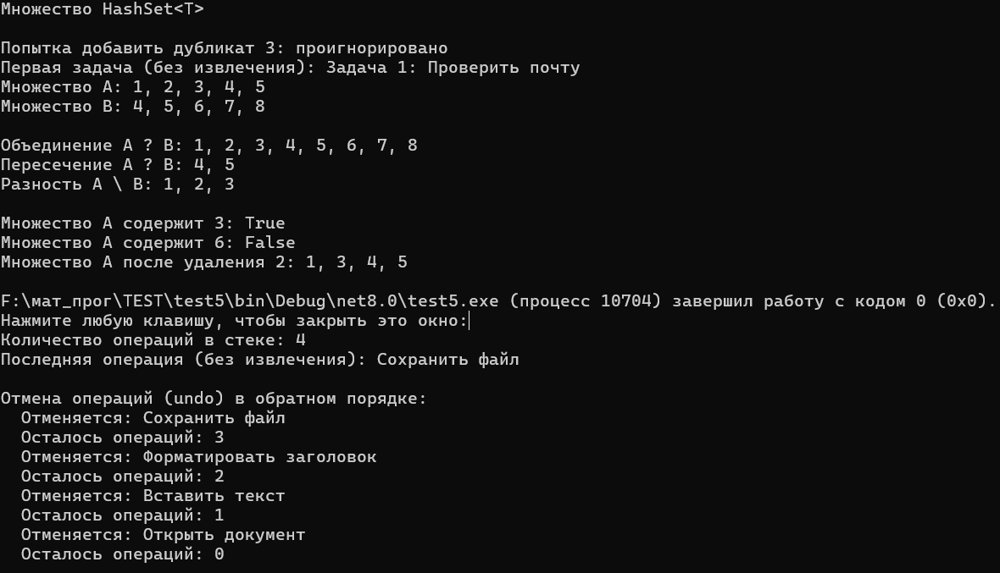 Множество HashSet<T>
Попытка добавить дубликат 3: проигнорировано
Первая задача (без извлечения): Задача 1: Проверить почту
Множество A: 1, 2, 3, 4, 5
Множество B: 4, 5, 6, 7, 8
Объединение A ? B: 1, 2, 3, 4, 5, 6, 7, 8
Пересечение A ? B: 4, 5
Разность A \ B: 1, 2, 3
Множество A содержит 3: True
Множество A содержит 6: False
Множество A после удаления 2: 1, 3, 4, 5
F:\мат_прог\TEST\test5\bin\Debug\net8.0\test5.exe (процесс 10704) завершил работу с кодом 0 (0x0).
Нажмите любую клавишу, чтобы закрыть это окно:
Количество операций в стеке: 4
Последняя операция (без извлечения): Сохранить файл
Отмена операций (undo) в обратном порядке:
Отменяется: Сохранить файл
Осталось операций: 3
Отменяется: Форматировать заголовок
Осталось операций: 2
Отменяется: Вставить текст
Осталось операций: 1
Отменяется: Открыть документ
Осталось операций: 0